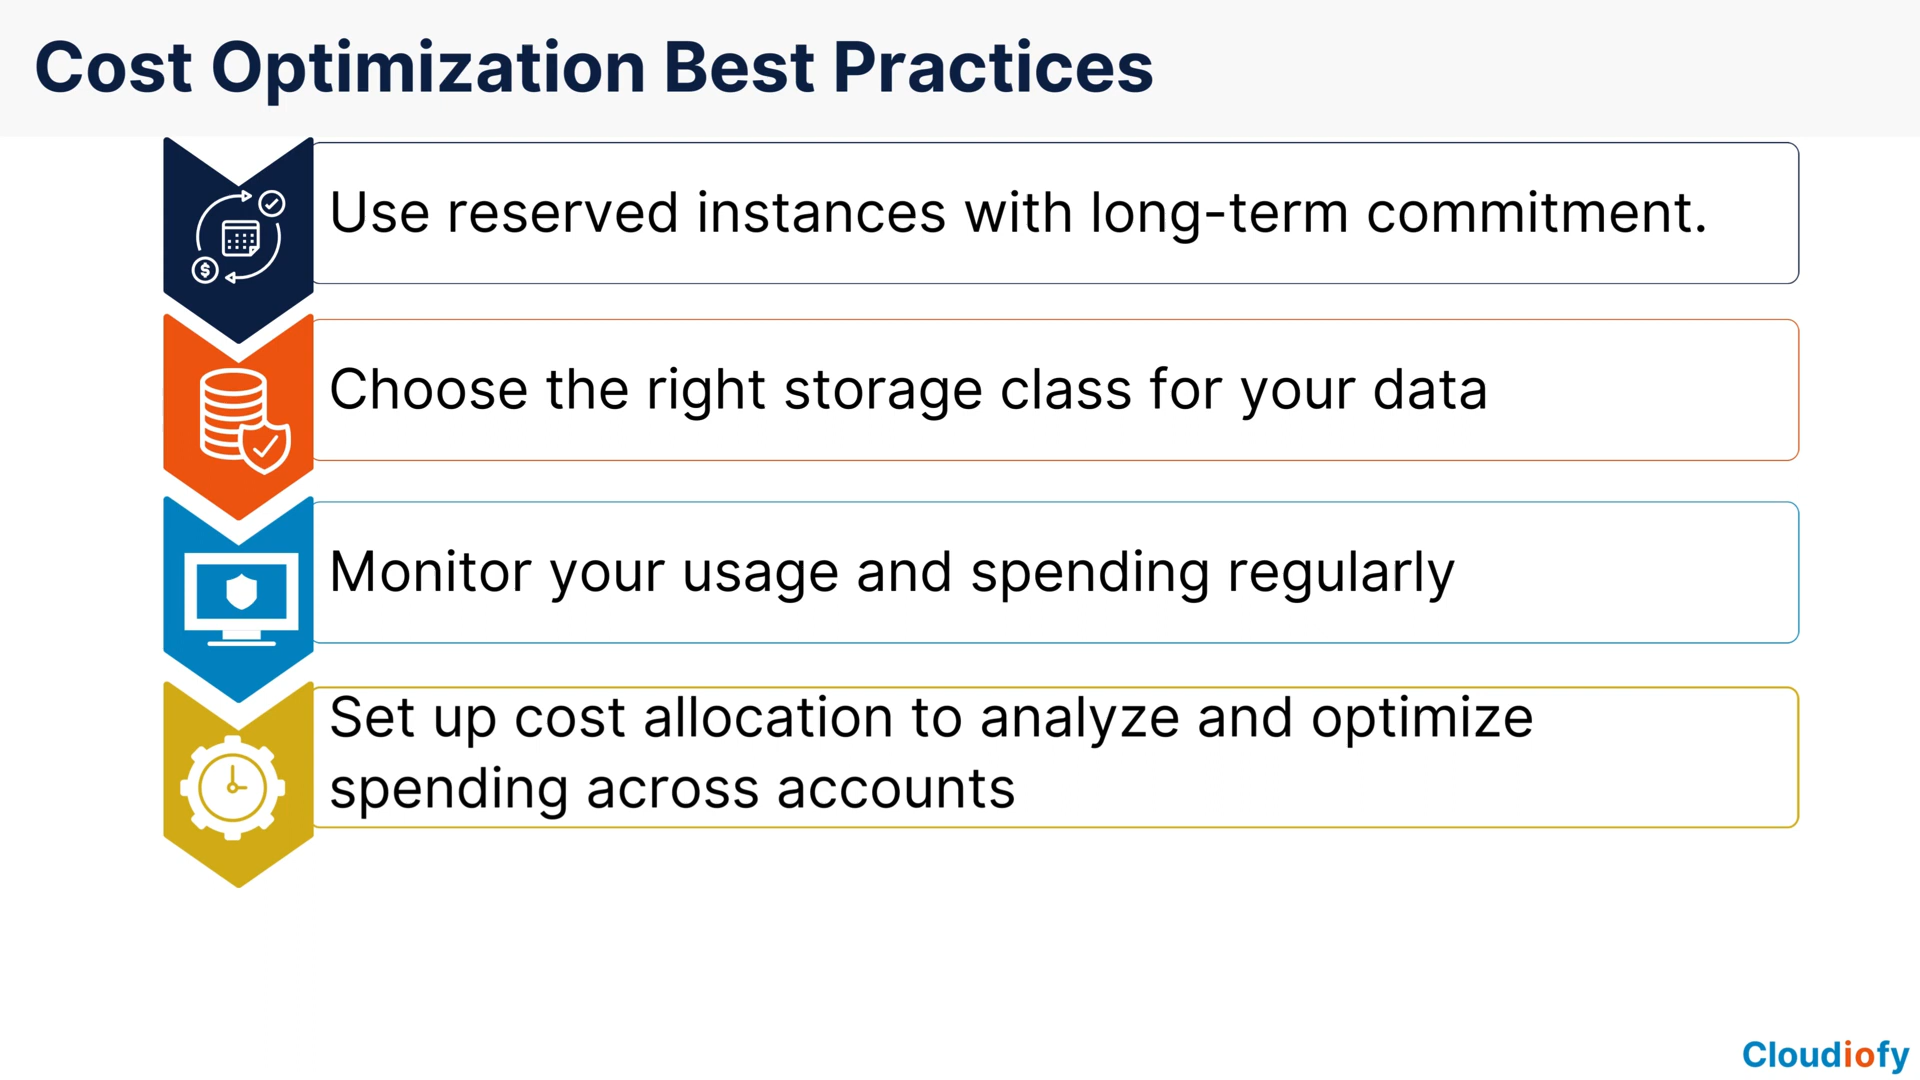 Cost Optimization Best Practices
Use reserved instances with long-term commitment.
Choose the right storage class for your data
Monitor your usage and spending regularly
Set up cost allocation to analyze and optimize
spending across accounts
Cloudiofy